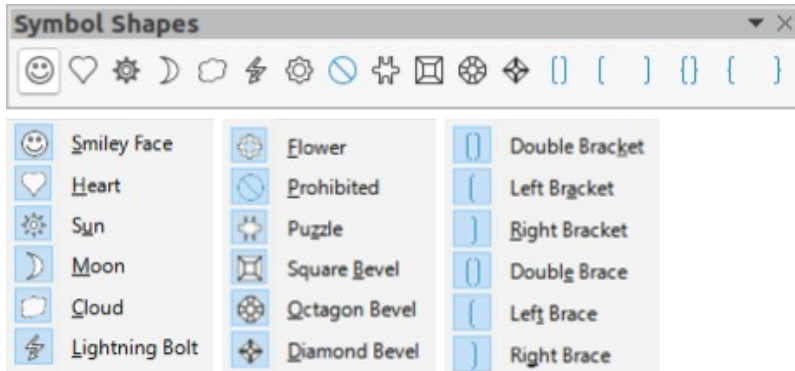 Symbol Shapes
Smiley Face
Heart
Sun
Moon
Cloud
Lightning Bolt
Flower
Prohibited
Puzzle
Square Bevel
Octagon Bevel
Diamond Bevel
Double Bracket
Left Bracket
Right Bracket
Double Brace
Left Brace
Right Brace